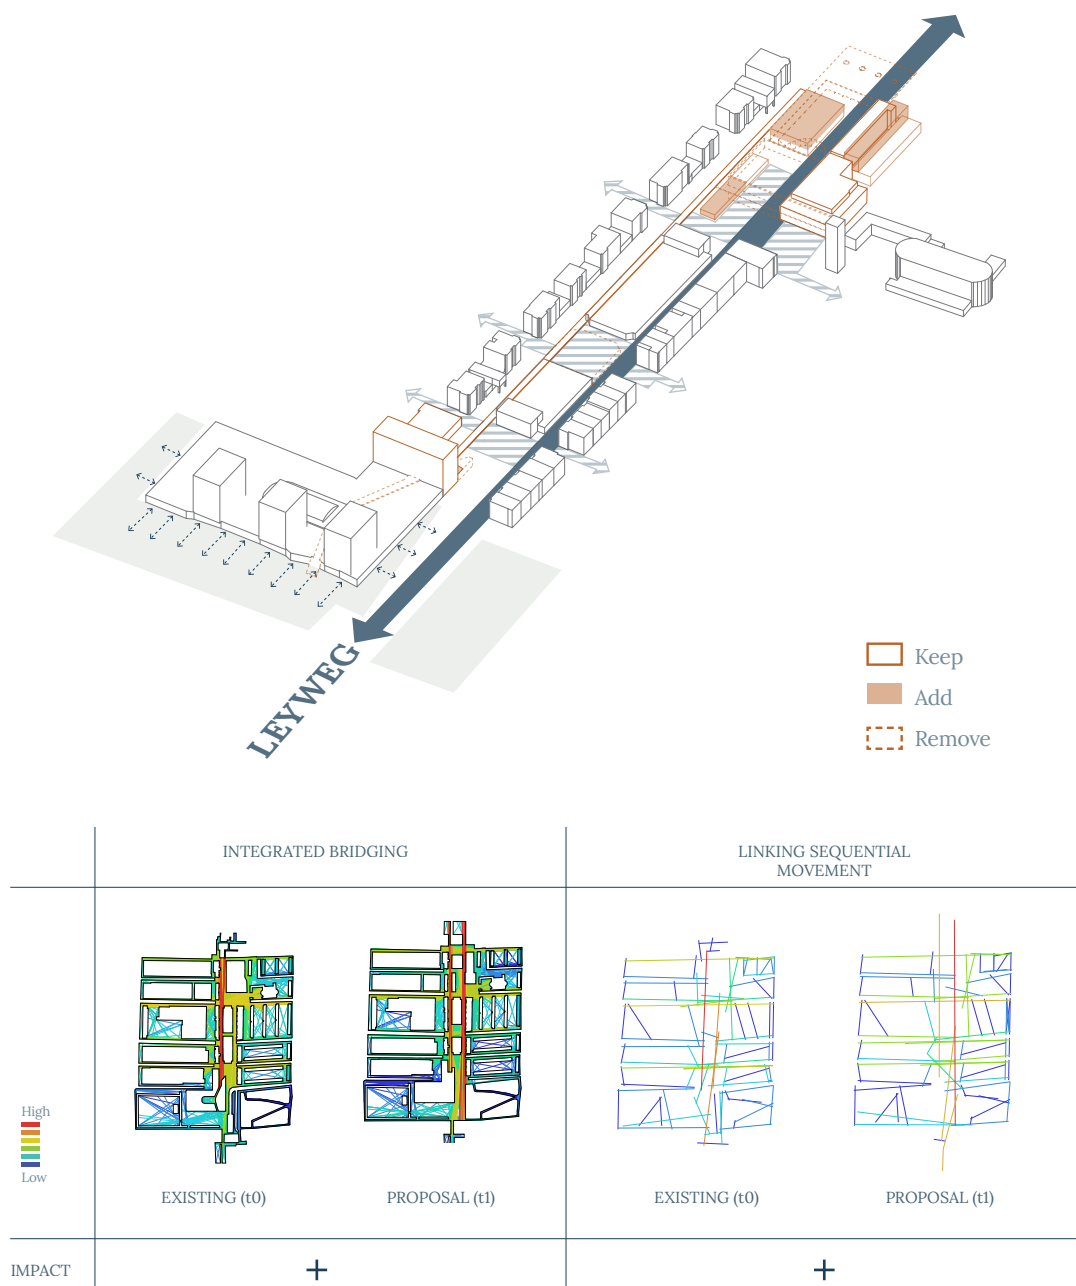 LEYWEG
Keep
Add
Remove
INTEGRATED BRIDGING
LINKING SEQUENTIAL
MOVEMENT
High
Low
EXISTING (t0)
PROPOSAL (t1)
EXISTING (t0)
PROPOSAL (t1)
IMPACT
+
+